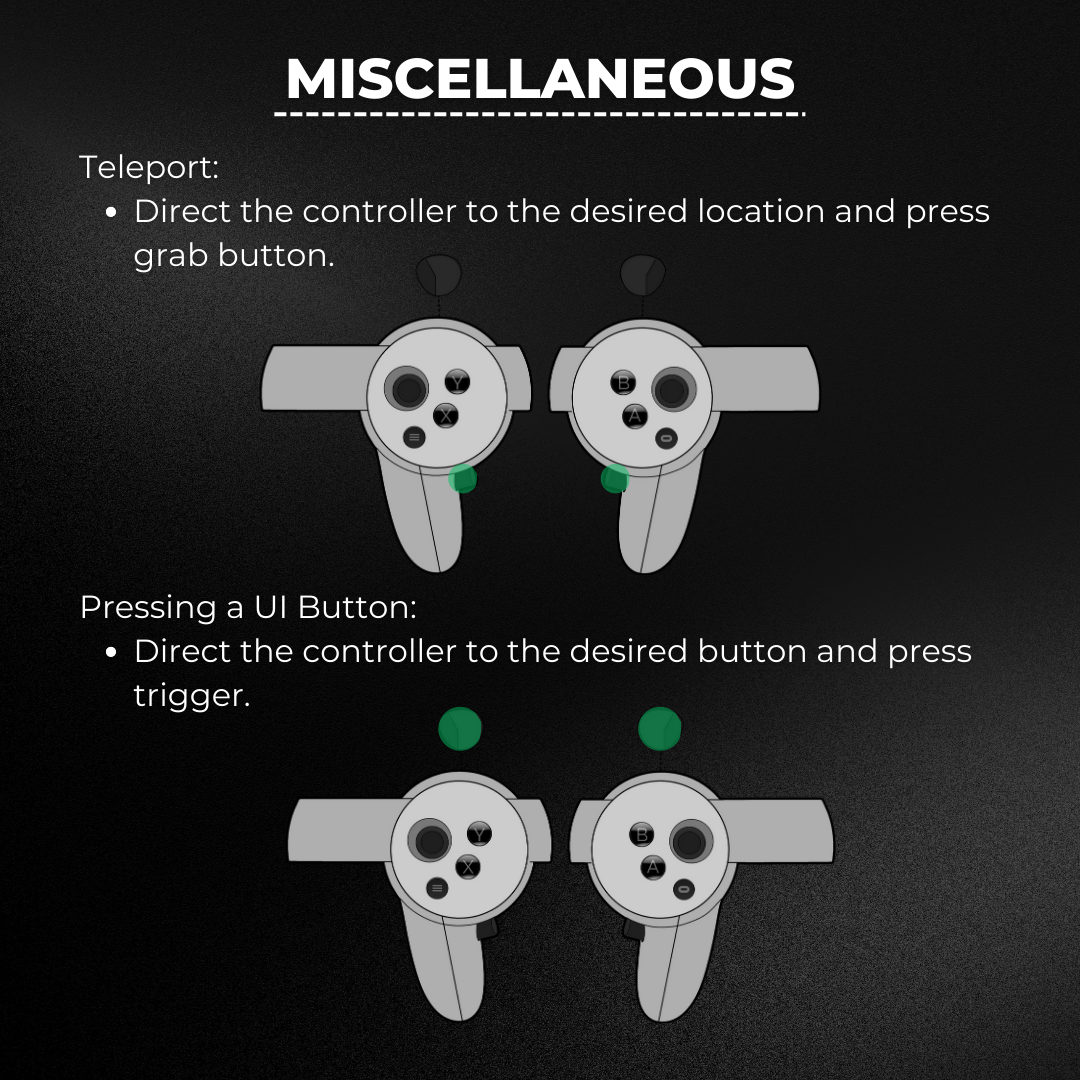 MISCELLANEOUS
Teleport:
• Direct the controller to the desired location and press
grab button.
Y
X
B
A
Pressing a UI Button:
• Direct the controller to the desired button and press
trigger.
Y
X
B
A